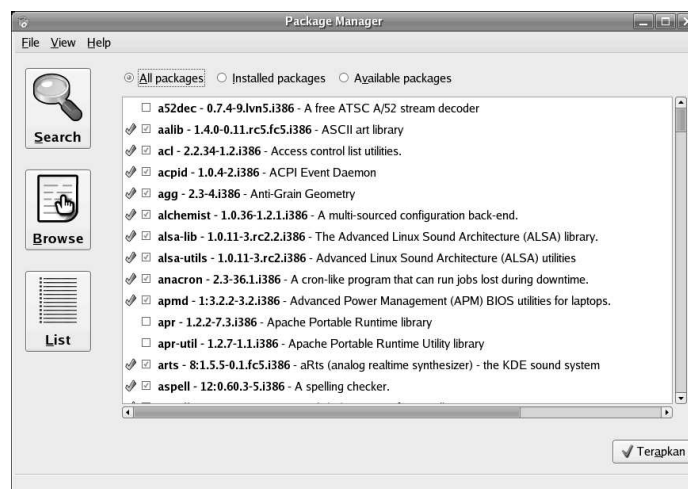 Package Manager
File View Help
Search
Browse
List
All packages Installed packages Available packages
a52dec - 0.7.4-9.lvn5.i386 - A free ATSC A/52 stream decoder
aalib - 1.4.0-0.11.rc5.fc5.i386 - ASCII art library
acl - 2.2.34-1.2.i386 - Access control list utilities.
acpid - 1.0.4-2.i386 - ACPI Event Daemon
agg - 2.3-4.i386 - Anti-Grain Geometry
alchemist - 1.0.36-1.2.1.i386 - A multi-sourced configuration back-end.
alsa-lib - 1.0.11-3.rc2.2.i386 - The Advanced Linux Sound Architecture (ALSA) library.
alsa-utils - 1.0.11-3.rc2.i386 - Advanced Linux Sound Architecture (ALSA) utilities
anacron - 2.3-36.1.i386 - A cron-like program that can run jobs lost during downtime.
apmd - 1:3.2.2-3.2.i386 - Advanced Power Management (APM) BIOS utilities for laptops.
apr - 1.2.2-7.3.i386 - Apache Portable Runtime library
apr-util - 1.2.7-1.1.i386 - Apache Portable Runtime Utility library
arts - 8:1.5.5-0.1.fc5.i386 - aRts (analog realtime synthesizer) - the KDE sound system
aspell - 12:0.60.3-5.i386 - A spelling checker.
Terapkan